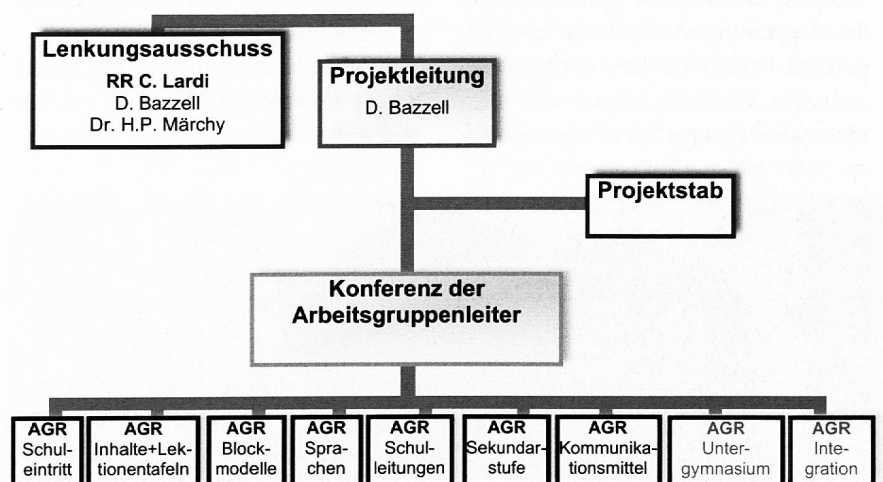 Lenkungsausschuss
RR C. Lardi
D. Bazzell
Dr. H.P. Märchy
Projektleitung
D. Bazzell
Projektstab
Konferenz der
Arbeitsgruppenleiter
AGR
Schul-
eintritt
AGR
Inhalte+Lek-
tionentafeln
AGR
Block-
modelle
AGR
Spra-
chen
AGR
Schul-
leitungen
AGR
Sekundar-
stufe
AGR
Kommunika-
tionsmittel
AGR
Unter-
gymnasium
AGR
Inte-
gration